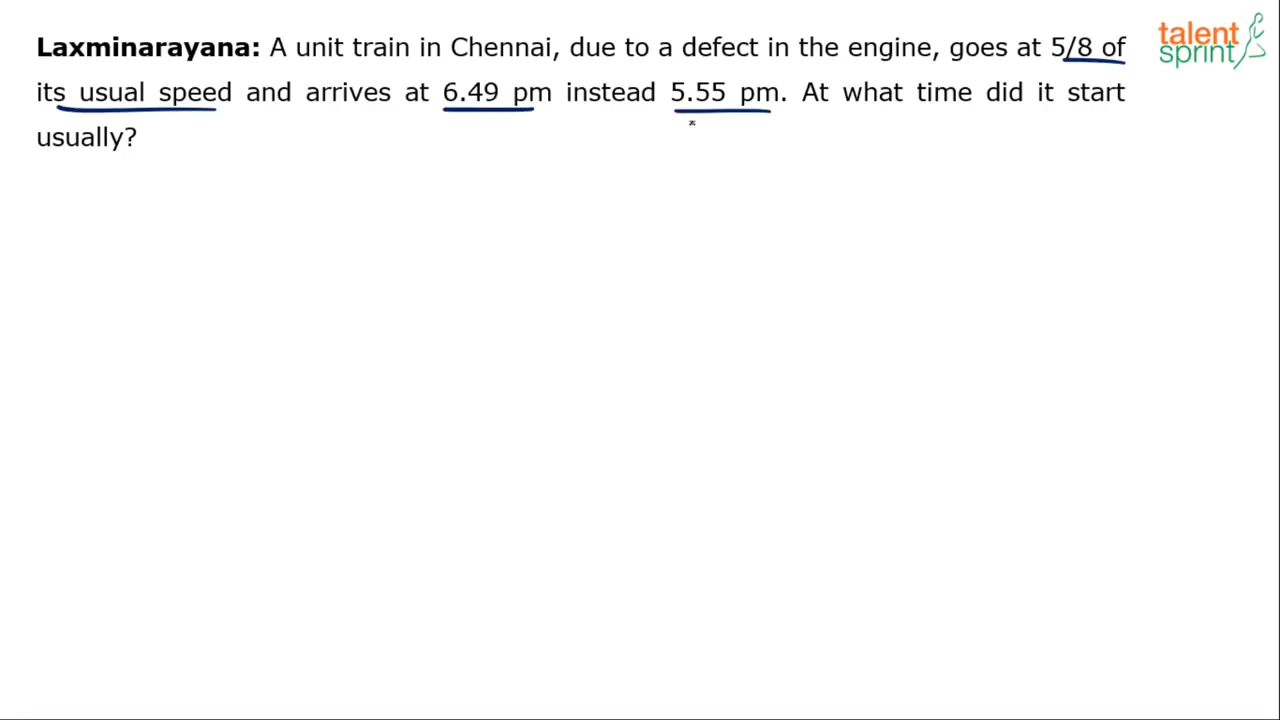 Laxminarayana: A unit train in Chennai, due to a defect in the engine, goes at 5/8 of
its usual speed and arrives at 6.49 pm instead 5.55 pm. At what time did it start
usually?
talent
sprint